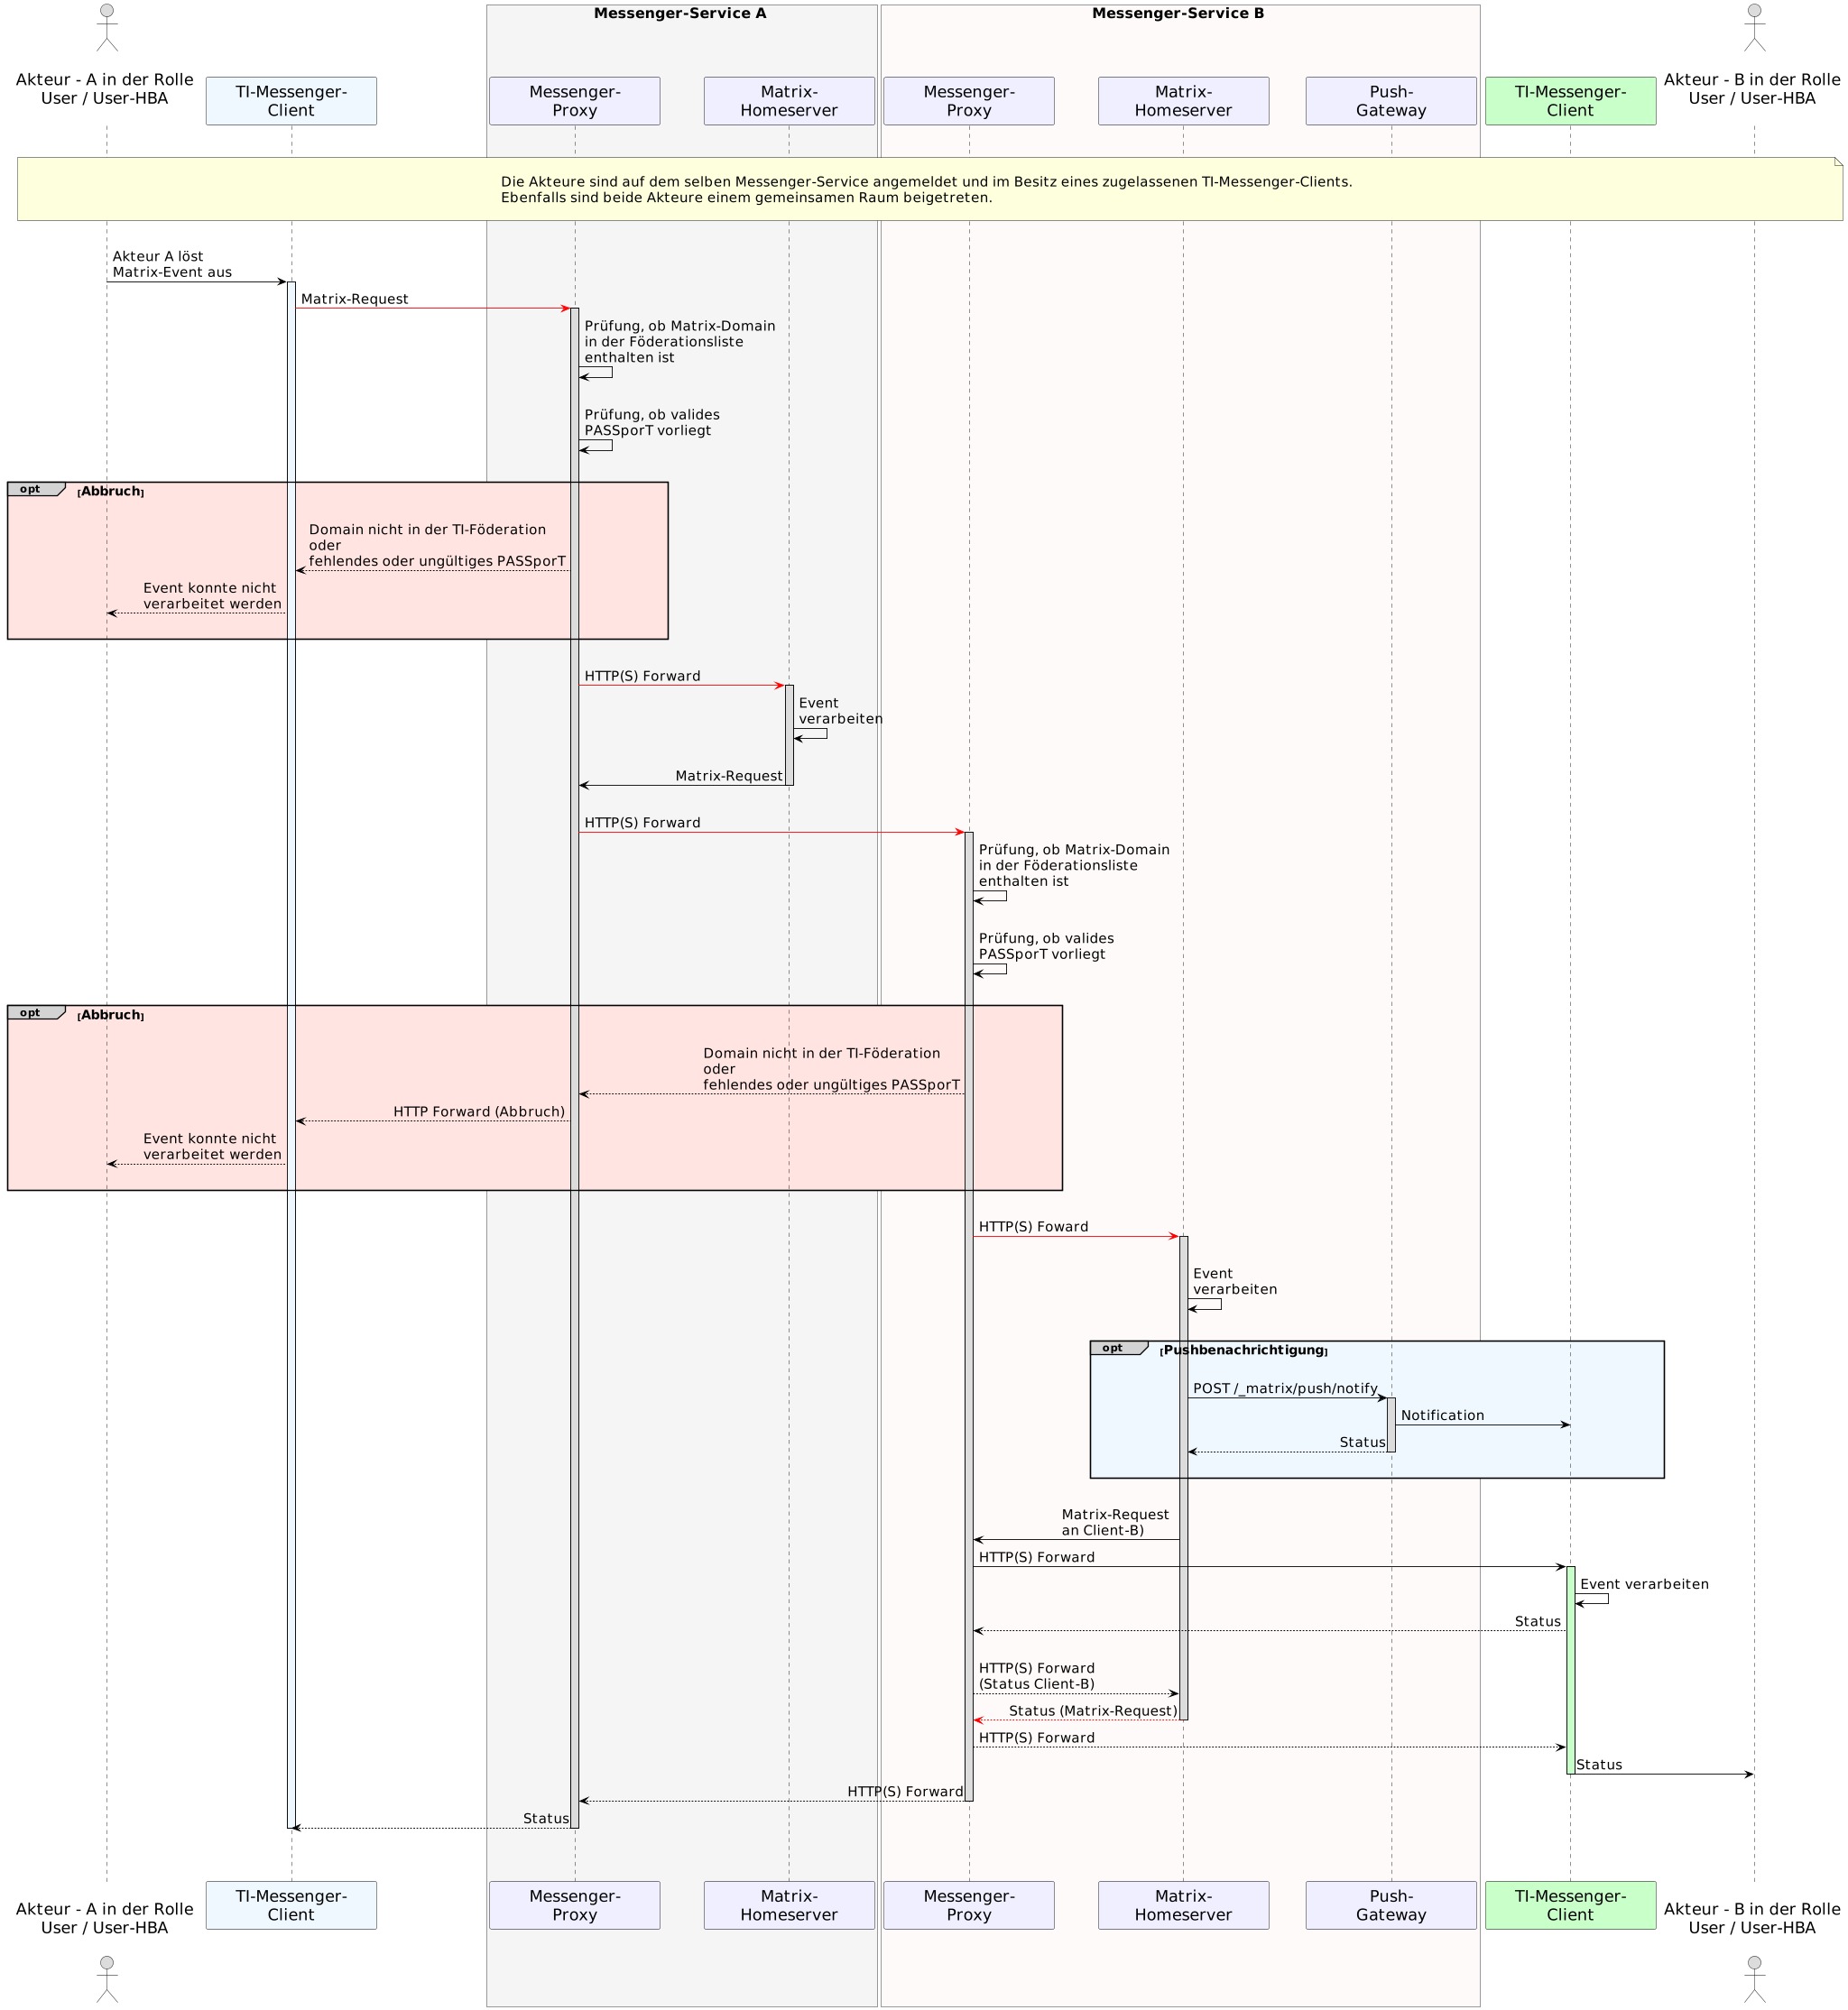 Messenger-Service A
Messenger-Service B
Akteur - A in der Rolle
User / User-HBA
TI-Messenger-
Client
Messenger-
Proxy
Matrix-
Homeserver
Messenger-
Proxy
Matrix-
Homeserver
Push-
Gateway
TI-Messenger-
Client
Akteur - B in der Rolle
User / User-HBA
Die Akteure sind auf dem selben Messenger-Service angemeldet und im Besitz eines zugelassenen TI-Messenger-Clients.
Ebenfalls sind beide Akteure einem gemeinsamen Raum beigetreten.
Akteur A löst
Matrix-Event aus
Matrix-Request
Prüfung, ob Matrix-Domain
in der Föderationsliste
enthalten ist
Prüfung, ob valides
PASSporT vorliegt
opt [Abbruch]
Domain nicht in der TI-Föderation
oder
fehlendes oder ungültiges PASSporT
Event konnte nicht
verarbeitet werden
HTTP(S) Forward
Event
verarbeiten
Matrix-Request
HTTP(S) Forward
Prüfung, ob Matrix-Domain
in der Föderationsliste
enthalten ist
Prüfung, ob valides
PASSporT vorliegt
opt [Abbruch]
Domain nicht in der TI-Föderation
oder
fehlendes oder ungültiges PASSporT
HTTP Forward (Abbruch)
Event konnte nicht
verarbeitet werden
HTTP(S) Foward
Event
verarbeiten
opt [Pushbenachrichtigung]
POST /_matrix/push/notify
Notification
Status
Matrix-Request
an Client-B)
HTTP(S) Forward
Event verarbeiten
Status
HTTP(S) Forward
(Status Client-B)
Status (Matrix-Request)
HTTP(S) Forward
Status
HTTP(S) Forward
Status
Akteur - A in der Rolle
User / User-HBA
TI-Messenger-
Client
Messenger-
Proxy
Matrix-
Homeserver
Messenger-
Proxy
Matrix-
Homeserver
Push-
Gateway
TI-Messenger-
Client
Akteur - B in der Rolle
User / User-HBA